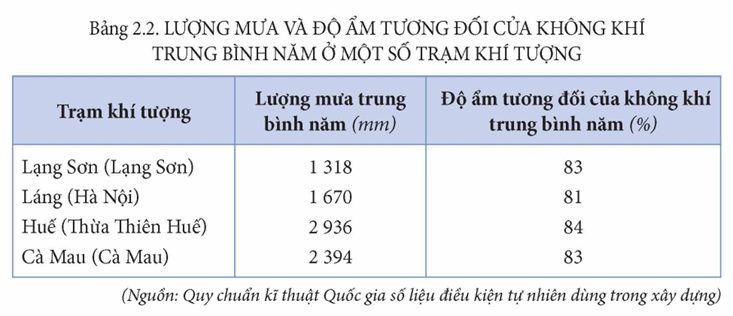 Bảng 2.2. LƯỢNG MƯA VÀ ĐỘ ẨM TƯƠNG ĐỐI CỦA KHÔNG KHÍ
TRUNG BÌNH NĂM Ở MỘT SỐ TRẠM KHÍ TƯỢNG
Trạm khí tượng
Lượng mưa trung
bình năm (mm)
Độ ẩm tương đối của không khí
trung bình năm (%)
Lạng Sơn (Lạng Sơn) 1 318 83
Láng (Hà Nội) 1 670 81
Huế (Thừa Thiên Huế) 2 936 84
Cà Mau (Cà Mau) 2 394 83
(Nguồn: Quy chuẩn kĩ thuật Quốc gia số liệu điều kiện tự nhiên dùng trong xây dựng)